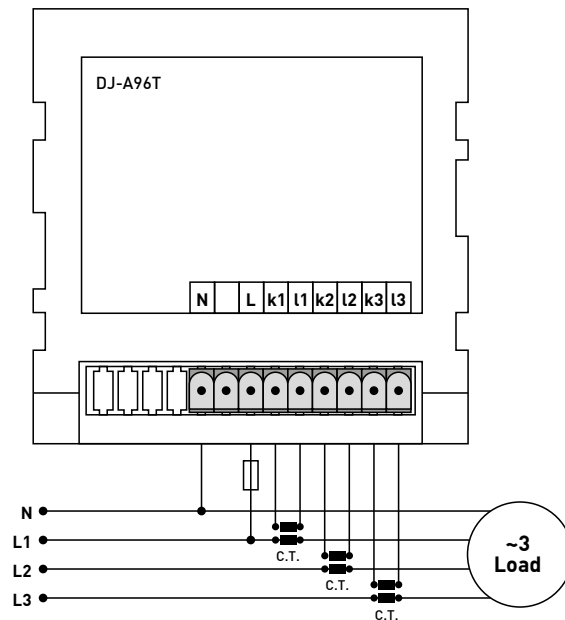 DJ-A96T
N L k1 l1 k2 l2 k3 l3
N
L1
C.T.
~3
Load
L2
C.T.
L3
C.T.